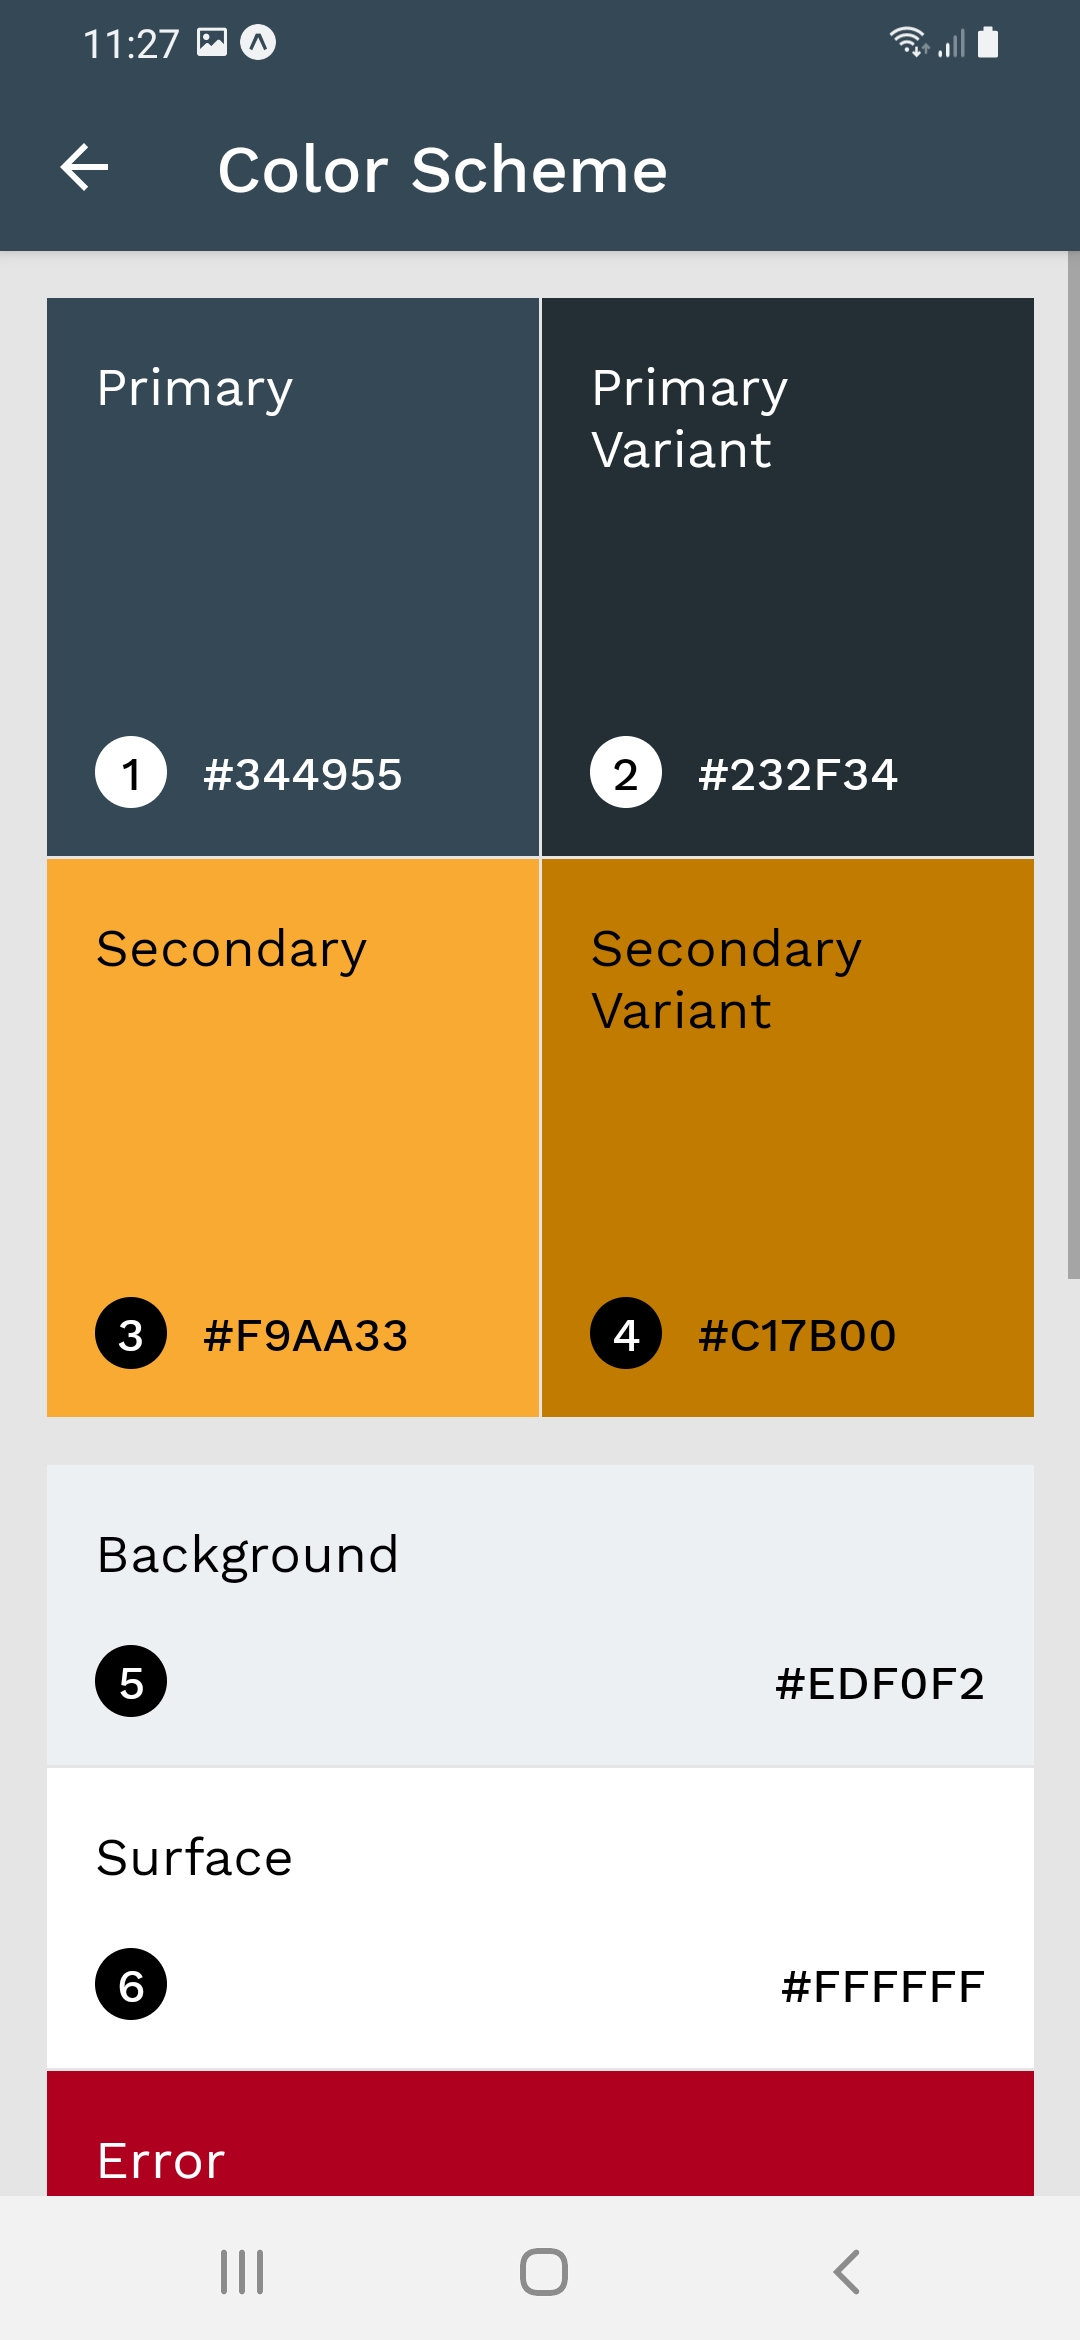 11:27
Color Scheme
Primary
1 #344955
Primary
Variant
2 #232F34
Secondary
3 #F9AA33
Secondary
Variant
4 #C17B00
Background
5 #EDF0F2
Surface
6 #FFFFFF
Error